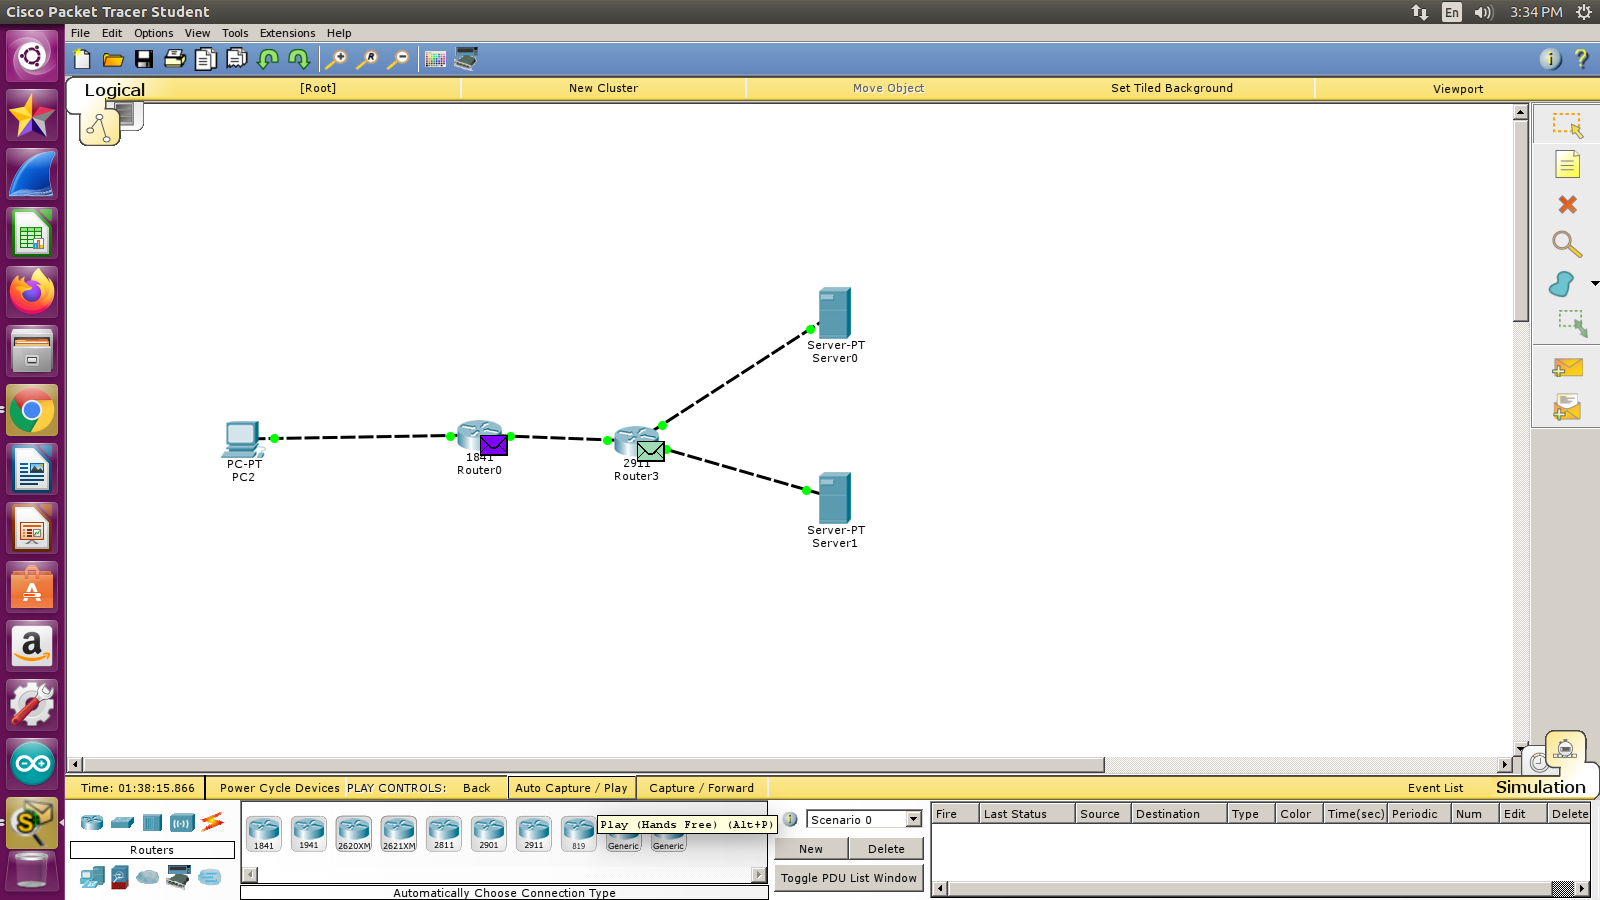 Cisco Packet Tracer Student
En
3:34 PM
File Edit Options View Tools Extensions Help
Logical
[Root]
New Cluster
Move Object
Set Tiled Background
Viewport
Server-PT
Server0
PC-PT
PC2
1841
Router0
2911
Router3
Server-PT
Server1
Time: 01:38:15.866
Power Cycle Devices
PLAY CONTROLS:
Back
Auto Capture / Play
Capture / Forward
Event List
Simulation
Routers
1841
1941
2620XM
2621XM
2811
2901
2911
819
Generic
Generic
Play (Hands Free) (Alt+P)
Automatically Choose Connection Type
Scenario 0
New
Delete
Toggle PDU List Window
Fire
Last Status
Source
Destination
Type
Color
Time(sec)
Periodic
Num
Edit
Delete